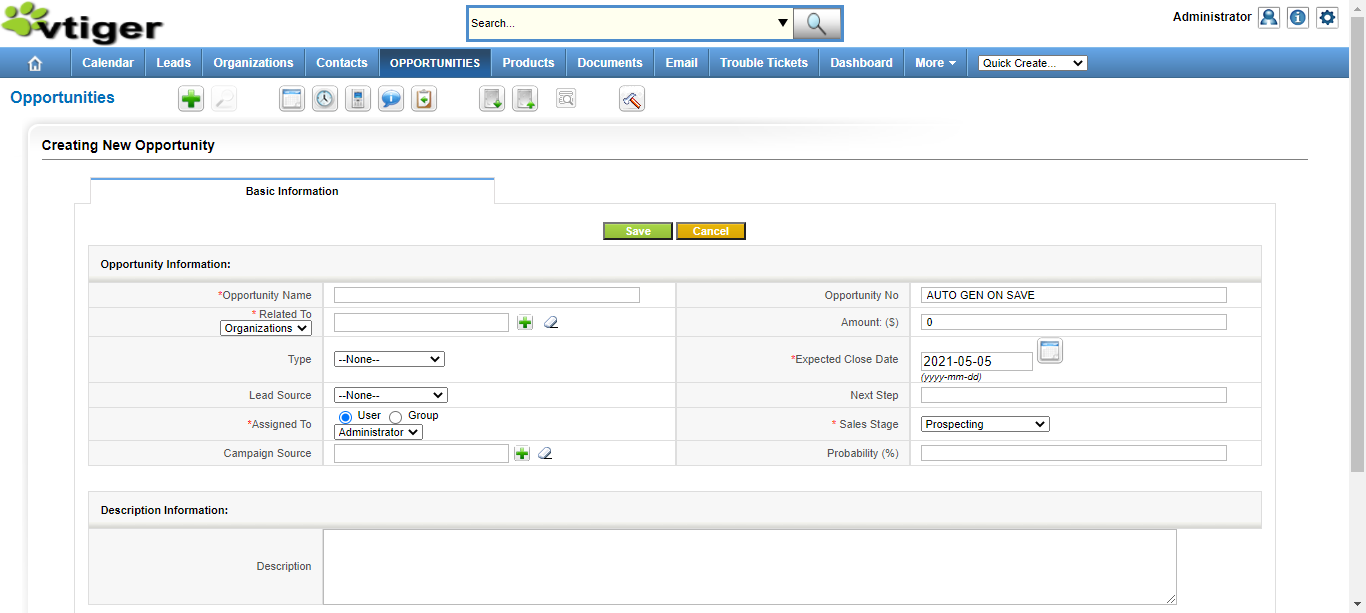 vtiger
Search...
Administrator
Calendar Leads Organizations Contacts OPPORTUNITIES Products Documents Email Trouble Tickets Dashboard More Quick Create...
Opportunities
Creating New Opportunity
Basic Information
Save Cancel
Opportunity Information:
*Opportunity Name Opportunity No AUTO GEN ON SAVE
* Related To
Organizations Amount: ($) 0
Type --None-- *Expected Close Date 2021-05-05
(yyyy-mm-dd)
Lead Source --None-- Next Step
*Assigned To User Group
Administrator * Sales Stage Prospecting
Campaign Source Probability (%)
Description Information:
Description